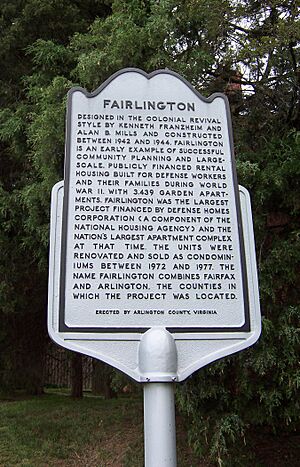 FAIRLINGTON
DESIGNED IN THE COLONIAL REVIVAL
STYLE BY KENNETH FRANZHEIM AND
ALAN B. MILLS AND CONSTRUCTED
BETWEEN 1942 AND 1944, FAIRLINGTON
IS AN EARLY EXAMPLE OF SUCCESSFUL
COMMUNITY PLANNING AND LARGE-
SCALE, PUBLICLY FINANCED RENTAL
HOUSING BUILT FOR DEFENSE WORKERS
AND THEIR FAMILIES DURING WORLD
WAR II. WITH 3,439 GARDEN APART-
MENTS, FAIRLINGTON WAS THE LARGEST
PROJECT FINANCED BY DEFENSE HOMES
CORPORATION (A COMPONENT OF THE
NATIONAL HOUSING AGENCY) AND THE
NATION'S LARGEST APARTMENT COMPLEX
AT THAT TIME. THE UNITS WERE
RENOVATED AND SOLD AS CONDOMIN-
IUMS BETWEEN 1972 AND 1977. THE
NAME FAIRLINGTON COMBINES FAIRFAX
AND ARLINGTON, THE COUNTIES IN
WHICH THE PROJECT WAS LOCATED.
ERECTED BY ARLINGTON COUNTY, VIRGINIA